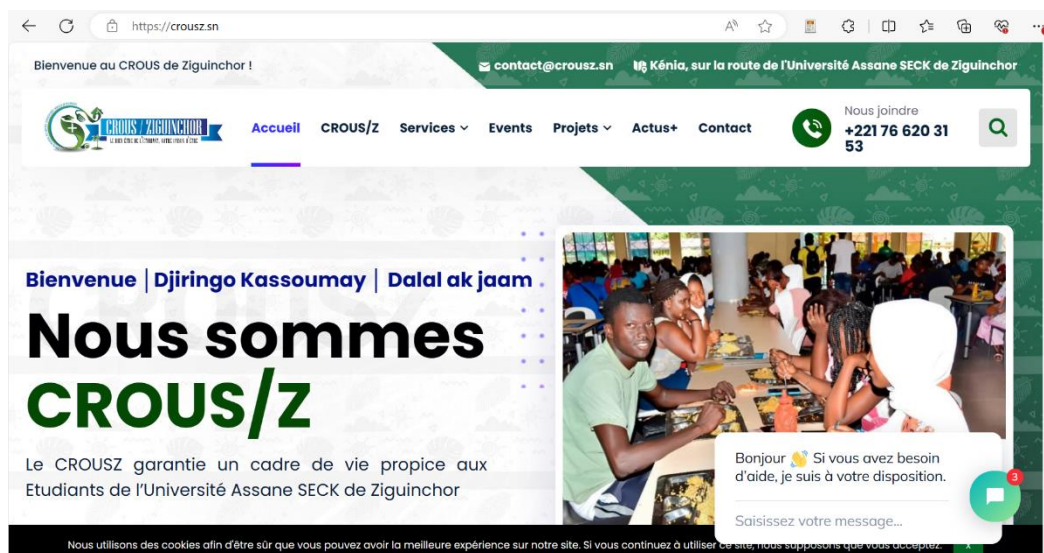 https://crousz.sn
Bienvenue au CROUS de Ziguinchor !
contact@crousz.sn
Kénia, sur la route de l'Université Assane SECK de Ziguinchor
CROUS / ZIGUINCHOR
Accueil
CROUS/Z
Services
Events
Projets
Actus+
Contact
Nous joindre
+221 76 620 31
53
Bienvenue | Djiringo Kassoumay | Dalal ak jaam
Nous sommes
CROUS/Z
Le CROUSZ garantie un cadre de vie propice aux
Etudiants de l'Université Assane SECK de Ziguinchor
Bonjour 👋 Si vous avez besoin
d'aide, je suis à votre disposition.
3
Saisissez votre message...
Nous utilisons des cookies afin d'être sûr que vous pouvez avoir la meilleure expérience sur notre site. Si vous continuez à utiliser ce site, nous supposons que vous acceptez.